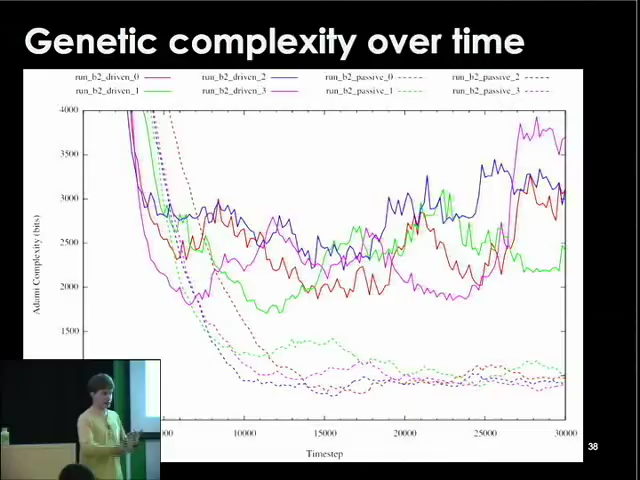 Genetic complexity over time
run_b2_driven_0 run_b2_driven_2 run_b2_passive_0 run_b2_passive_2
run_b2_driven_1 run_b2_driven_3 run_b2_passive_1 run_b2_passive_3
4000
3500
3000
2500
2000
1500
Adami Complexity (bits)
10000 15000 20000 25000 30000
Timestep
38